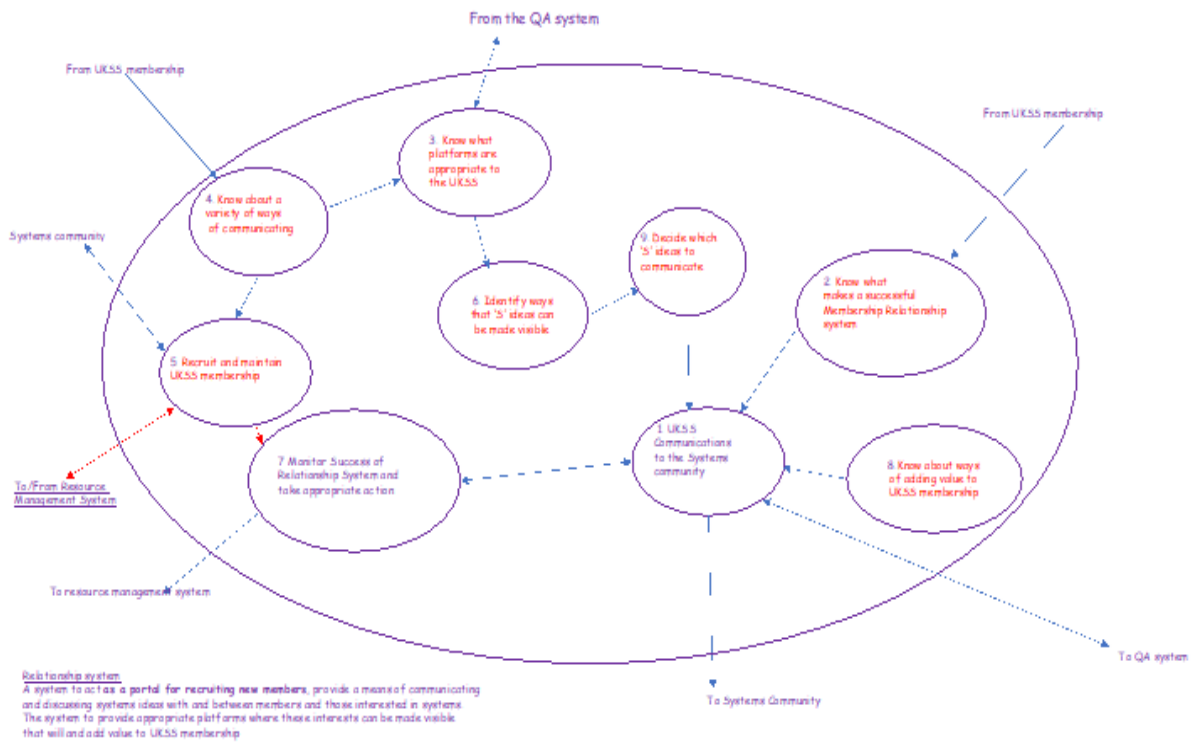 From the QA system
From UKSS membership
From UKSS membership
3. Know what
platforms are
appropriate to
the UKSS
4. Know about a
variety of ways
of communicating
Systems community
9. Decide which
'S' ideas to
communicate
2. Know what
makes a successful
Membership Relationship
system
6. Identify ways
that 'S' ideas can
be made visible
5. Recruit and maintain
UKSS membership
1 UKSS
Communications
to the Systems
community
7 Monitor Success of
Relationship System and
take appropriate action
8. Know about ways
of adding value to
UKSS membership
To/From Resource
Management System
To resource management system
To QA system
To Systems Community
Relationship system
A system to act as a portal for recruiting new members, provide a means of communicating
and discussing systems ideas with and between members and those interested in systems
The system to provide appropriate platforms where these interests can be made visible
that will and add value to UKSS membership